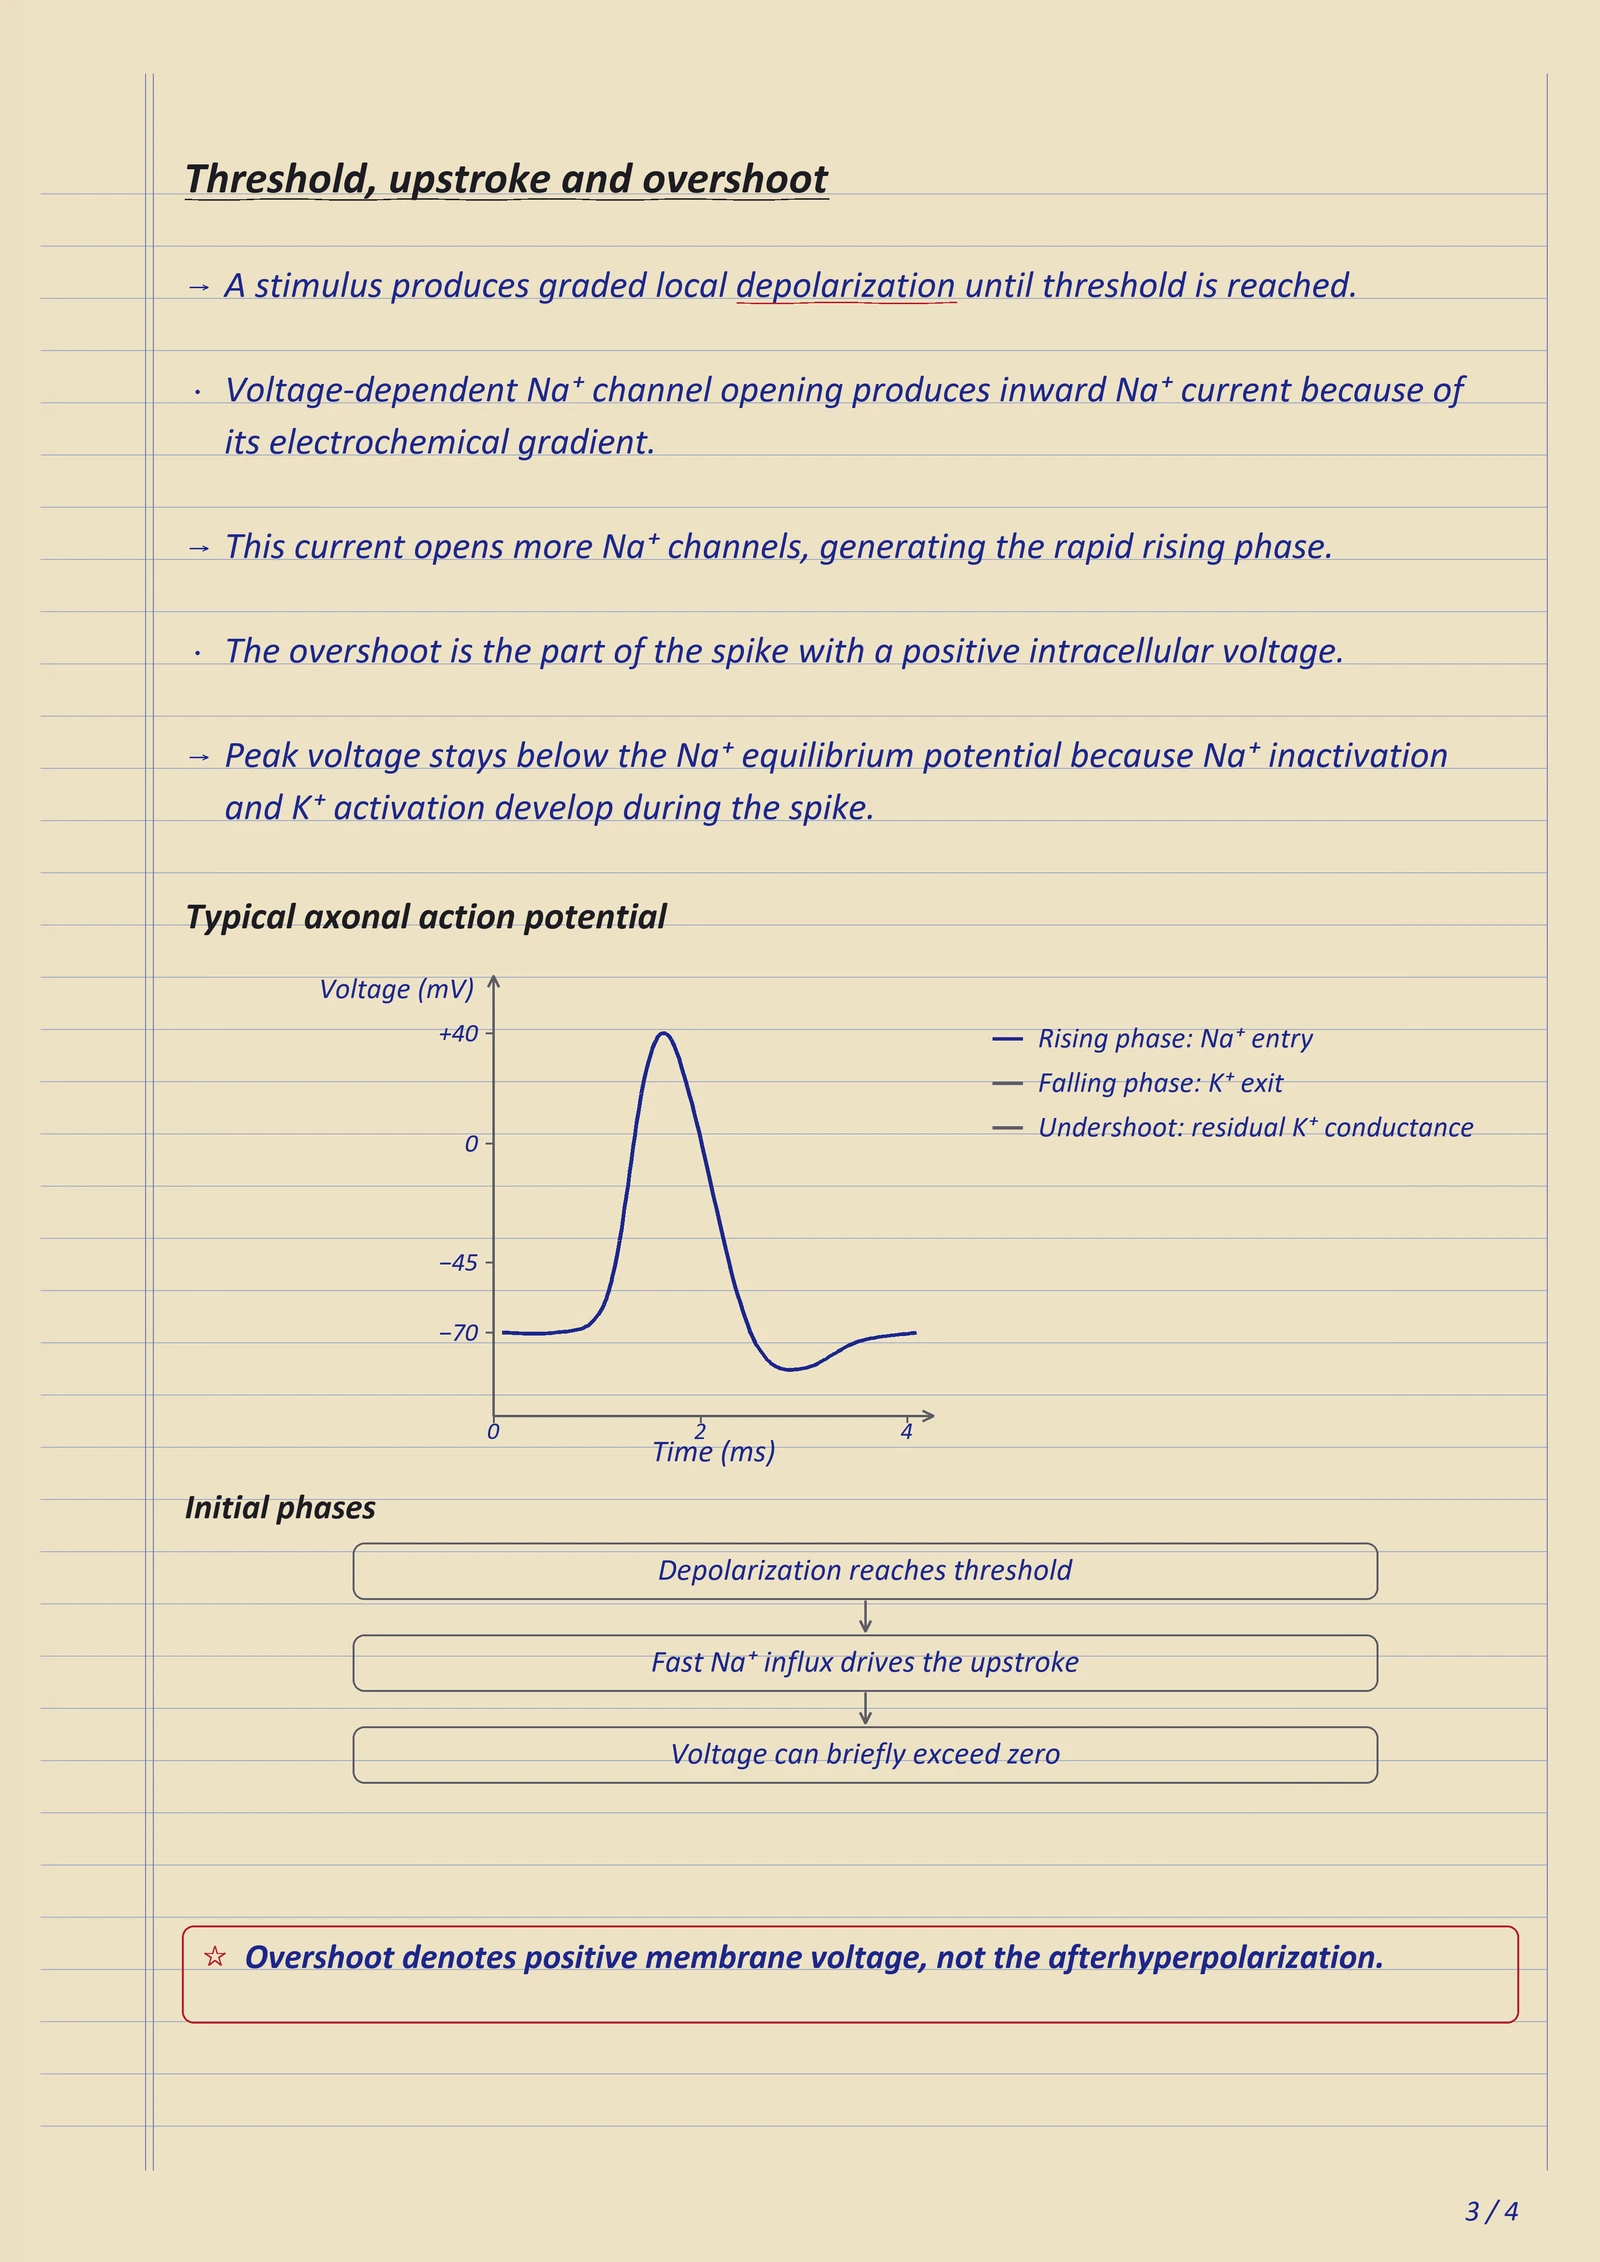 Threshold, upstroke and overshoot
→ A stimulus produces graded local depolarization until threshold is reached.
· Voltage-dependent Na⁺ channel opening produces inward Na⁺ current because of
its electrochemical gradient.
→ This current opens more Na⁺ channels, generating the rapid rising phase.
· The overshoot is the part of the spike with a positive intracellular voltage.
→ Peak voltage stays below the Na⁺ equilibrium potential because Na⁺ inactivation
and K⁺ activation develop during the spike.
Typical axonal action potential
Voltage (mV)
+40
0
−45
−70
0 2 4
Time (ms)
Rising phase: Na⁺ entry
Falling phase: K⁺ exit
Undershoot: residual K⁺ conductance
Initial phases
Depolarization reaches threshold
Fast Na⁺ influx drives the upstroke
Voltage can briefly exceed zero
☆ Overshoot denotes positive membrane voltage, not the afterhyperpolarization.
3 / 4